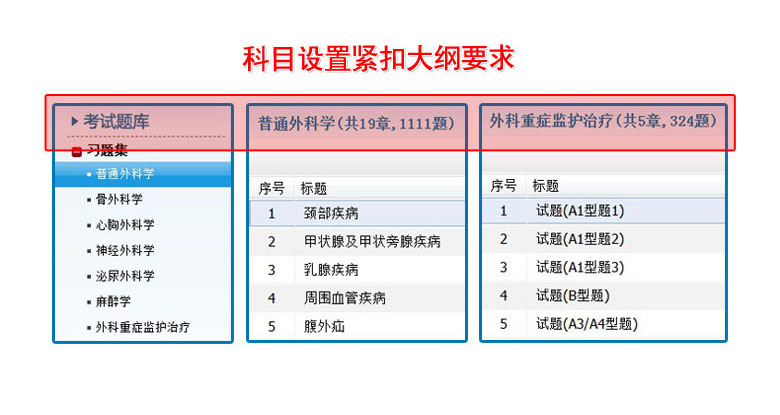 科目设置紧扣大纲要求
考试题库
习题集
普通外科学
骨外科学
心胸外科学
神经外科学
泌尿外科学
麻醉学
外科重症监护治疗
普通外科学(共19章,1111题)
序号 标题
1 颈部疾病
2 甲状腺及甲状旁腺疾病
3 乳腺疾病
4 周围血管疾病
5 腹外疝
外科重症监护治疗(共5章,324题)
序号 标题
1 试题(A1型题1)
2 试题(A1型题2)
3 试题(A1型题3)
4 试题(B型题)
5 试题(A3/A4型题)